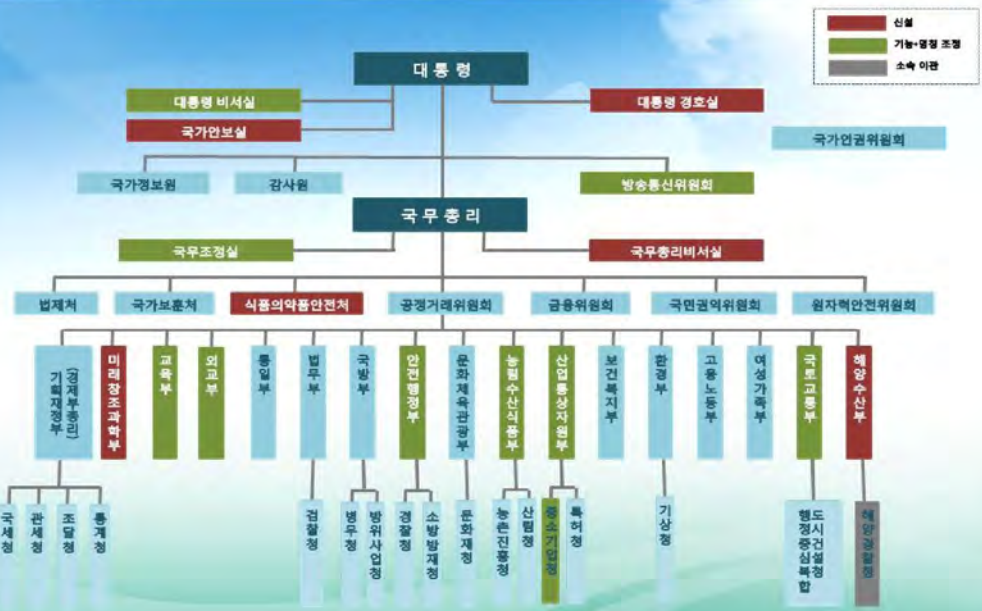 신설
기능·명칭 조정
소속 이관
대통령
대통령 비서실
대통령 경호실
국가안보실
국가인권위원회
국가정보원
감사원
방송통신위원회
국무총리
국무조정실
국무총리비서실
법제처
국가보훈처
식품의약품안전처
공정거래위원회
금융위원회
국민권익위원회
원자력안전위원회
(경제부총리)
기획재정부
미래창조과학부
교육부
외교부
통일부
법무부
국방부
안전행정부
문화체육관광부
농림수산식품부
산업통상자원부
보건복지부
환경부
고용노동부
여성가족부
국토교통부
해양수산부
국세청
관세청
조달청
통계청
검찰청
병무청
방위사업청
경찰청
소방방재청
문화재청
농촌진흥청
산림청
중소기업청
특허청
기상청
도시건설청
행정중심복합
해양경찰청